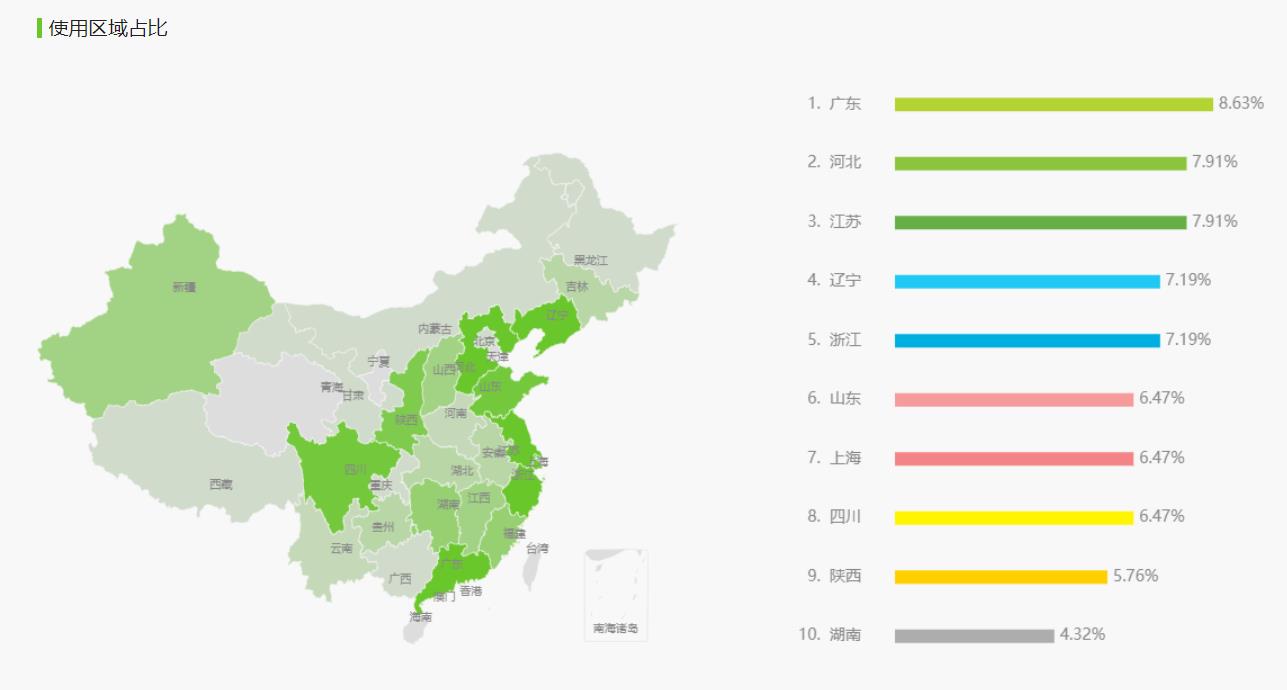 使用区域占比
1. 广东 8.63%
2. 河北 7.91%
3. 江苏 7.91%
4. 辽宁 7.19%
5. 浙江 7.19%
6. 山东 6.47%
7. 上海 6.47%
8. 四川 6.47%
9. 陕西 5.76%
10. 湖南 4.32%
黑龙江
吉林
新疆
辽宁
内蒙古
北京
天津
宁夏
山西
河北
青海
甘肃
山东
河南
陕西
安徽
江苏
上海
四川
湖北
浙江
西藏
重庆
江西
湖南
贵州
福建
云南
台湾
广东
广西
香港
澳门
海南
南海诸岛